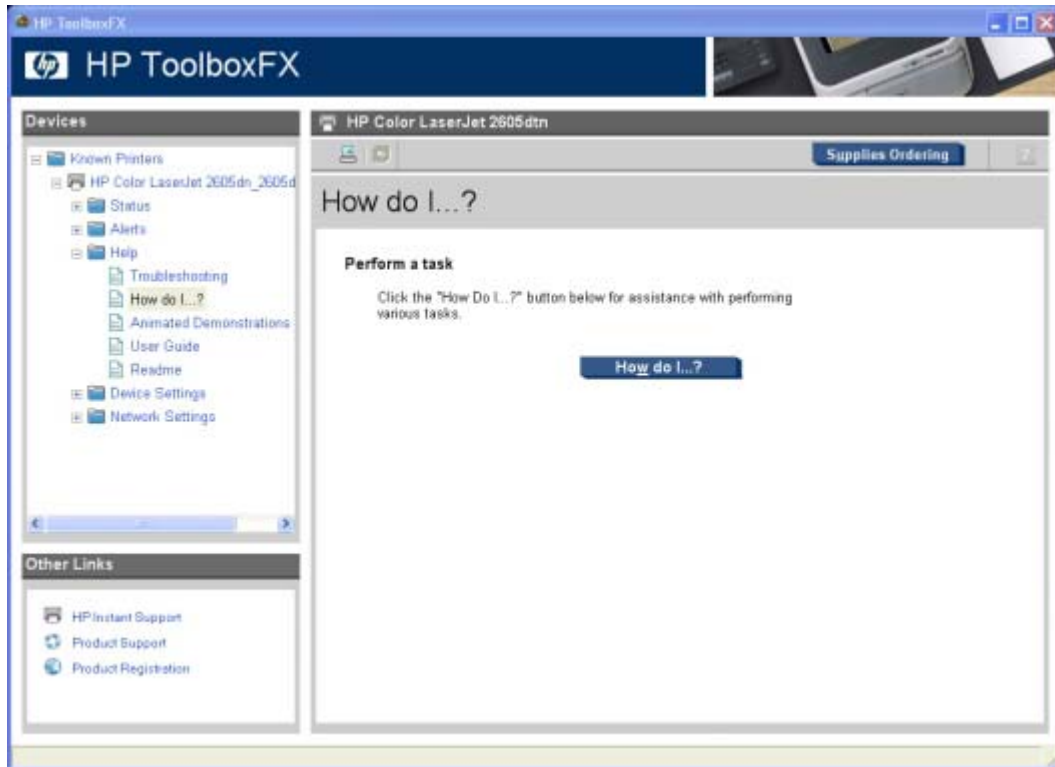 HP ToolboxFX
hp HP ToolboxFX
Devices
Known Printers
HP Color LaserJet 2605dn_2605d
Status
Alerts
Help
Troubleshooting
How do I...?
Animated Demonstrations
User Guide
Readme
Device Settings
Network Settings
Other Links
HP Instant Support
Product Support
Product Registration
HP Color LaserJet 2605dtn
Supplies Ordering
How do I...?
Perform a task
Click the "How Do I...?" button below for assistance with performing
various tasks.
How do I...?